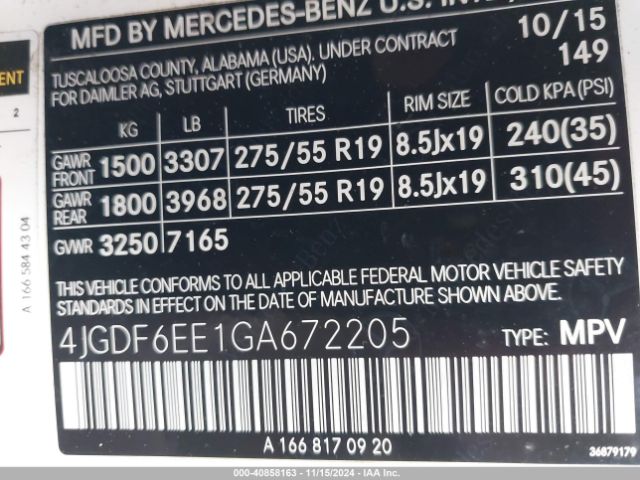 MFD BY MERCEDES-BENZ U.S.
10/15
TUSCALOOSA COUNTY, ALABAMA (USA), UNDER CONTRACT 149
FOR DAIMLER AG, STUTTGART (GERMANY)
KG LB TIRES RIM SIZE COLD KPA (PSI)
GAWR FRONT 1500 3307 275/55 R19 8.5Jx19 240(35)
GAWR REAR 1800 3968 275/55 R19 8.5Jx19 310(45)
GVWR 3250 7165
THIS VEHICLE CONFORMS TO ALL APPLICABLE FEDERAL MOTOR VEHICLE SAFETY
STANDARDS IN EFFECT ON THE DATE OF MANUFACTURE SHOWN ABOVE.
4JGDF6EE1GA672205 TYPE: MPV
A 166 817 09 20
36879179
2
A 166 584 43 04
000-40858163 - 11/15/2024 - IAA Inc.